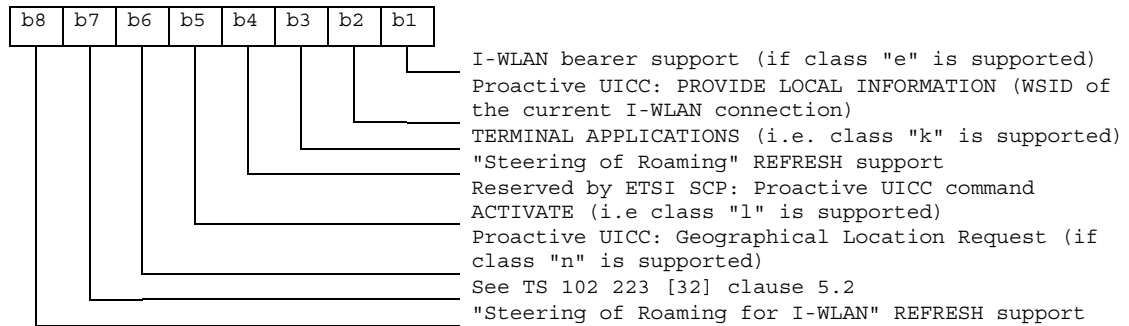 b8 b7 b6 b5 b4 b3 b2 b1
I-WLAN bearer support (if class "e" is supported)
Proactive UICC: PROVIDE LOCAL INFORMATION (WSID of
the current I-WLAN connection)
TERMINAL APPLICATIONS (i.e. class "k" is supported)
"Steering of Roaming" REFRESH support
Reserved by ETSI SCP: Proactive UICC command
ACTIVATE (i.e class "l" is supported)
Proactive UICC: Geographical Location Request (if
class "n" is supported)
See TS 102 223 [32] clause 5.2
"Steering of Roaming for I-WLAN" REFRESH support